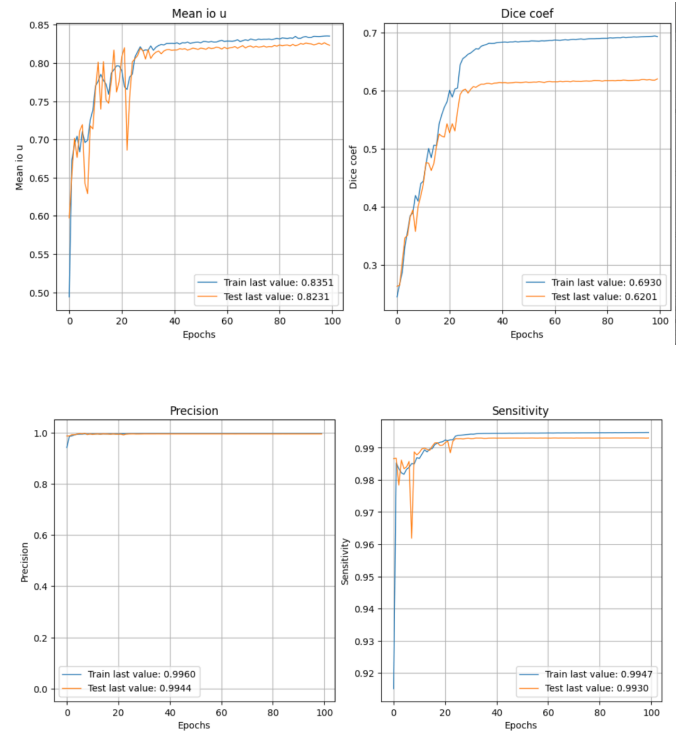 Mean io u
Mean io u
0.85
0.80
0.75
0.70
0.65
0.60
0.55
0.50
0 20 40 60 80 100
Epochs
Train last value: 0.8351
Test last value: 0.8231
Dice coef
Dice coef
0.7
0.6
0.5
0.4
0.3
0 20 40 60 80 100
Epochs
Train last value: 0.6930
Test last value: 0.6201
Precision
Precision
1.0
0.8
0.6
0.4
0.2
0.0
0 20 40 60 80 100
Epochs
Train last value: 0.9960
Test last value: 0.9944
Sensitivity
Sensitivity
0.99
0.98
0.97
0.96
0.95
0.94
0.93
0.92
0 20 40 60 80 100
Epochs
Train last value: 0.9947
Test last value: 0.9930